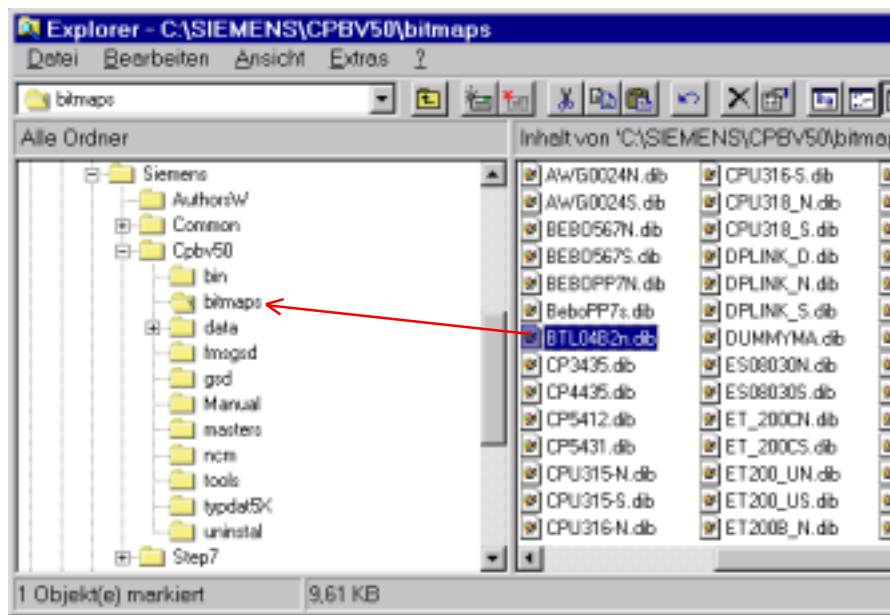 Explorer - C:\SIEMENS\CPBV50\bitmaps
Datei Bearbeiten Ansicht Extras ?
bitmaps
Alle Ordner
Siemens
AuthorsW
Common
Cpbv50
bin
bitmaps
data
fmsgsd
gsd
Manual
masters
ncm
tools
typdat5X
uninstal
Step7
Inhalt von 'C:\SIEMENS\CPBV50\bitmap
AWG0024N.dib
AWG0024S.dib
BEBD567N.dib
BEBD567S.dib
BEBDPP7N.dib
BeboPP7s.dib
BTL04B2n.dib
CP3435.dib
CP4435.dib
CP5412.dib
CP5431.dib
CPU315-N.dib
CPU315-S.dib
CPU316-N.dib
CPU316-S.dib
CPU318_N.dib
CPU318_S.dib
DPLINK_D.dib
DPLINK_N.dib
DPLINK_S.dib
DUMMYMA.dib
ES08030N.dib
ES08030S.dib
ET_200CN.dib
ET_200CS.dib
ET200_UN.dib
ET200_US.dib
ET200B_N.dib
1 Objekt(e) markiert
9,61 KB